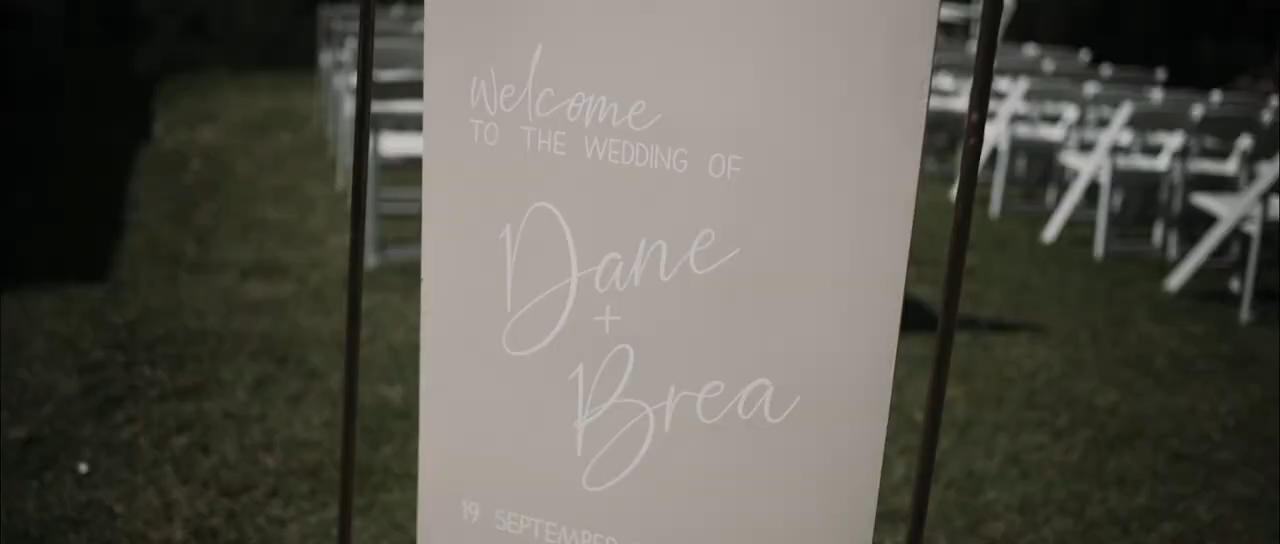 Welcome
TO THE WEDDING OF
Dane
+
Brea
19 SEPTEMBER